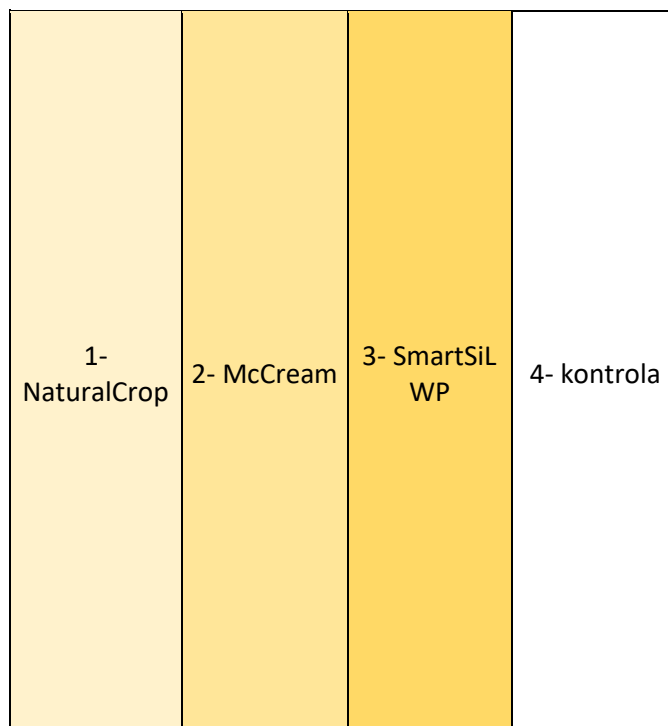 1-
NaturalCrop
2- McCream
3- SmartSiL
WP
4- kontrola